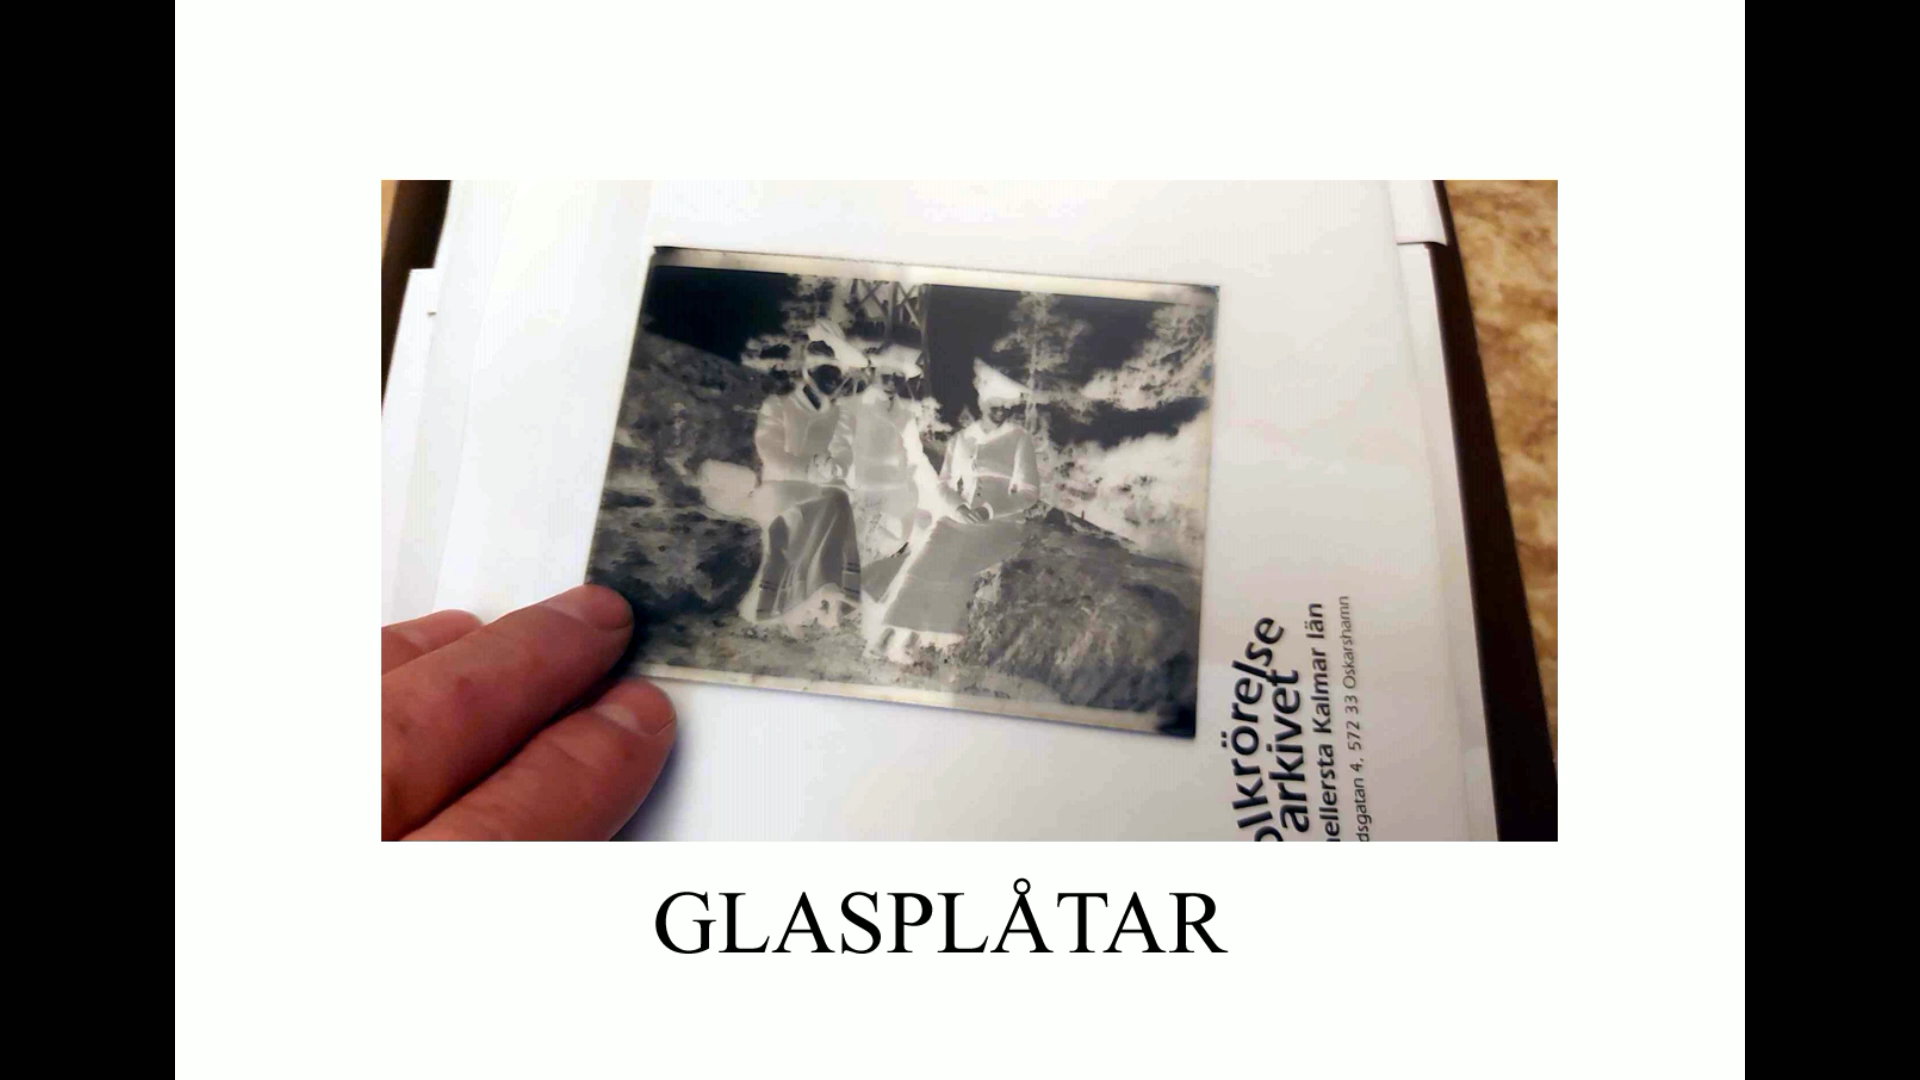 olkrörelse
arkivet
ellersta Kalmar län
dsgatan 4, 572 33 Oskarshamn
GLASPLÅTAR